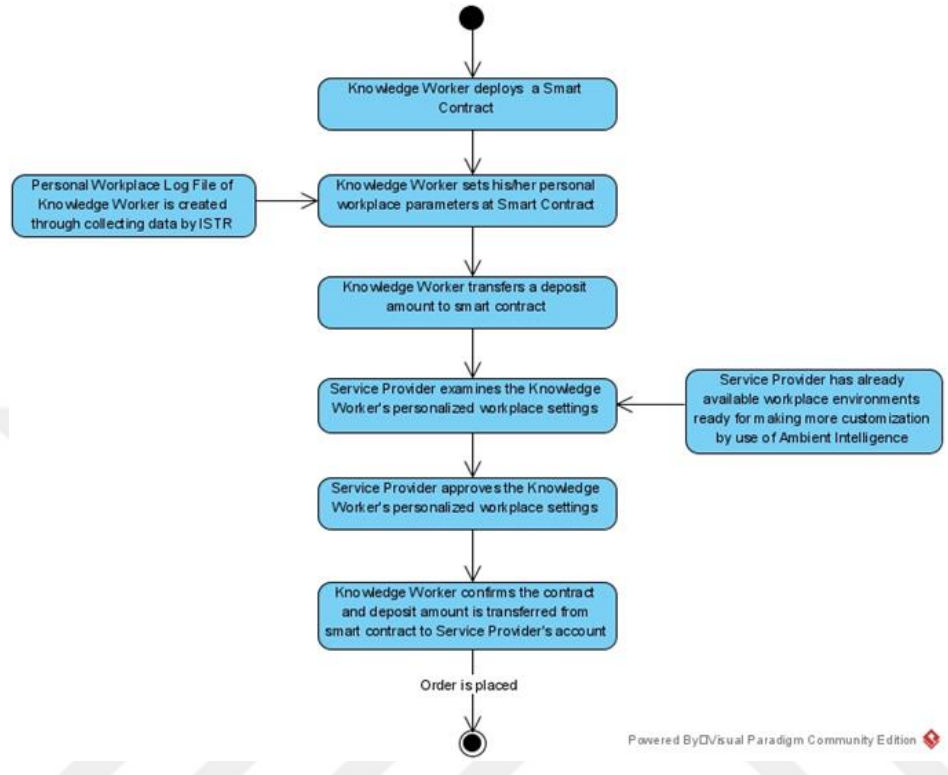 Knowledge Worker deploys a Smart
Contract
Personal Workplace Log File of
Knowledge Worker is created
through collecting data by ISTR
Knowledge Worker sets his/her personal
workplace parameters at Smart Contract
Knowledge Worker transfers a deposit
amount to smart contract
Service Provider examines the Knowledge
Worker's personalized workplace settings
Service Provider has already
available workplace environments
ready for making more customization
by use of Ambient Intelligence
Service Provider approves the Knowledge
Worker's personalized workplace settings
Knowledge Worker confirms the contract
and deposit amount is transferred from
smart contract to Service Provider's account
Order is placed
Powered By□Visual Paradigm Community Edition